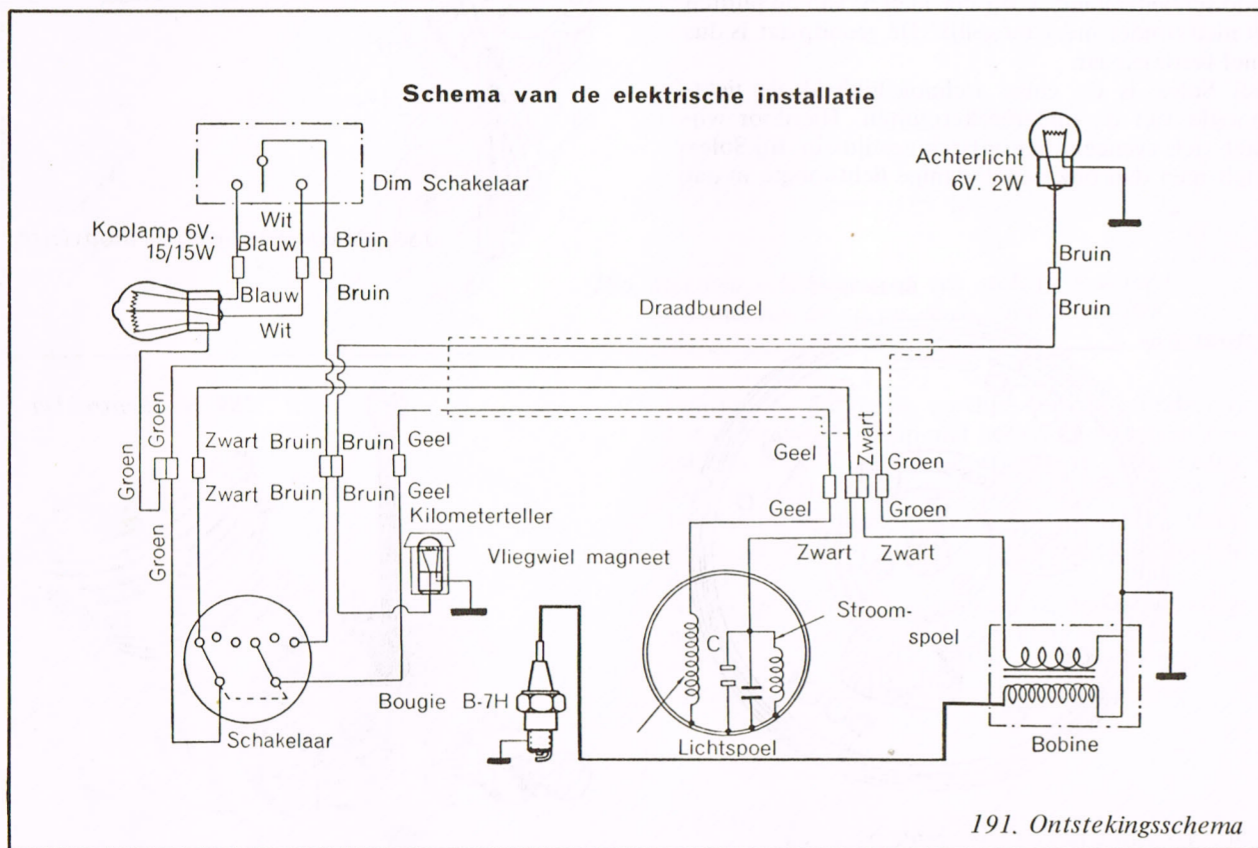 Schema van de elektrische installatie
Dim Schakelaar
Achterlicht
6V. 2W
Koplamp 6V.
15/15W
Wit
Blauw
Bruin
Blauw
Bruin
Wit
Bruin
Bruin
Draadbundel
Groen
Groen
Zwart
Bruin
Bruin
Geel
Zwart
Bruin
Bruin
Geel
Groen
Geel
Zwart
Groen
Geel
Groen
Zwart
Zwart
Kilometerteller
Vliegwiel magneet
Stroom-
spoel
C
Bougie B-7H
Schakelaar
Lichtspoel
Bobine
191. Ontstekingsschema